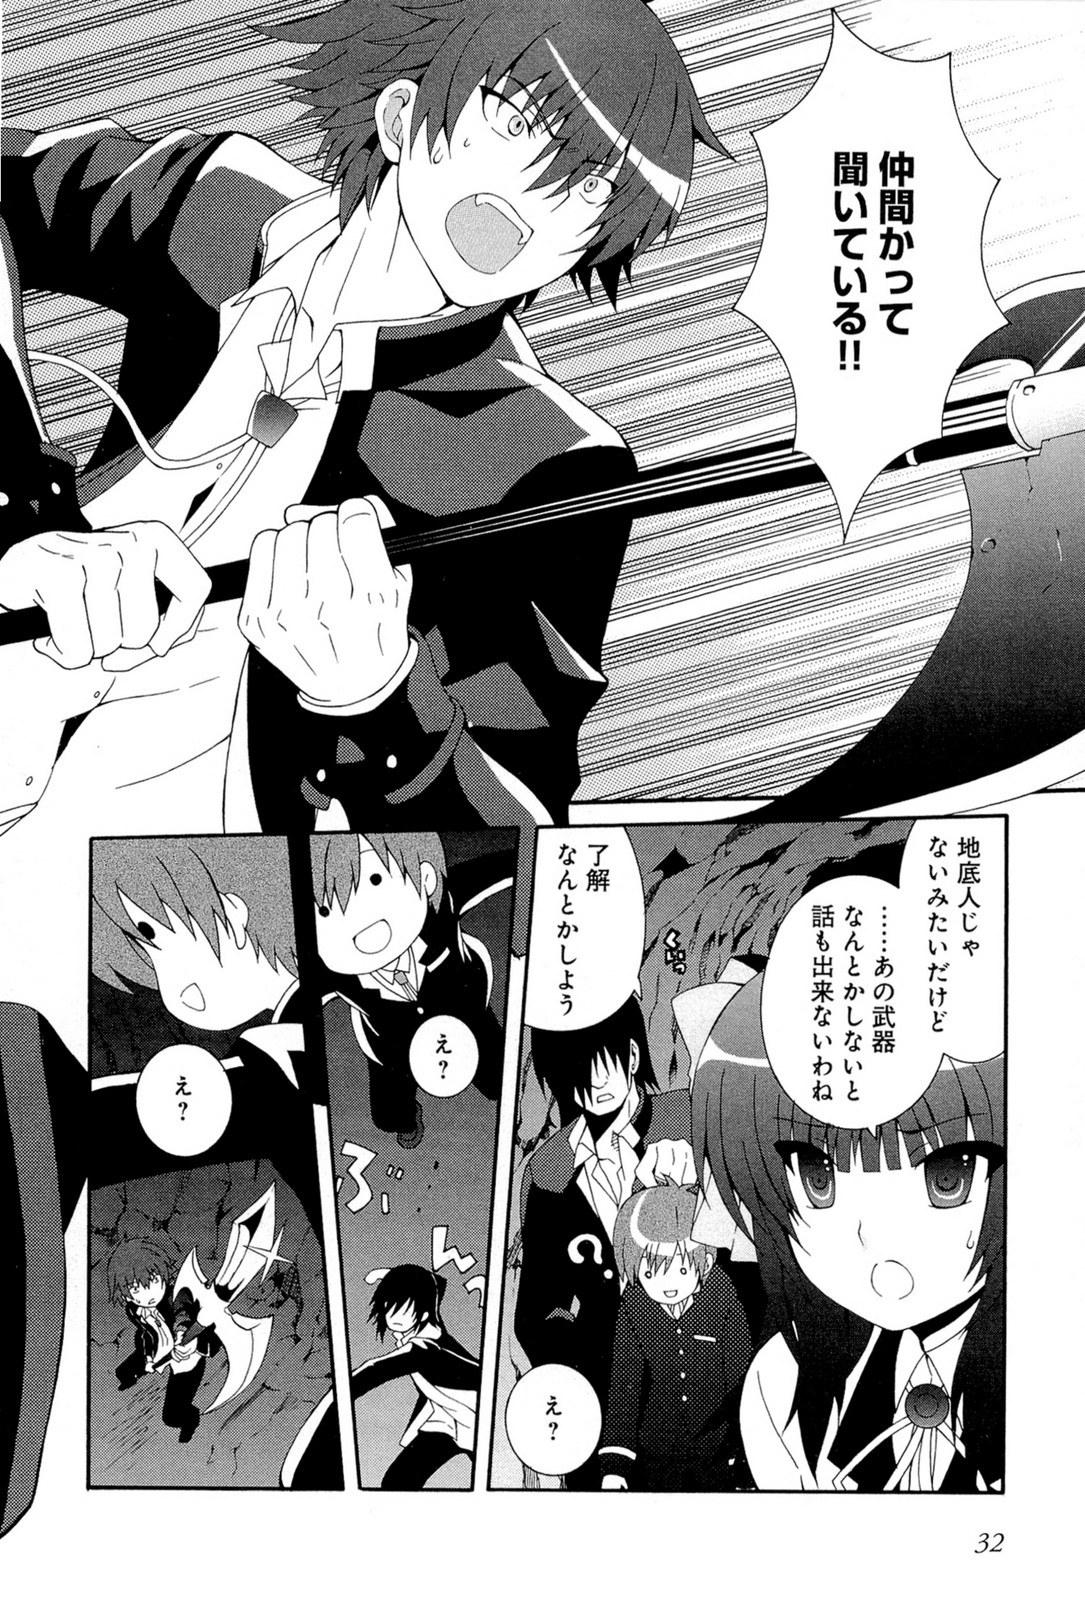 仲間かって
聞いている!!
地底人じゃ
ないみたいだけど
……あの武器
なんとかしないと
話も出来ないわね
了解
なんとかしよう
ぐっ
え?
え?
ぶん
え?
32